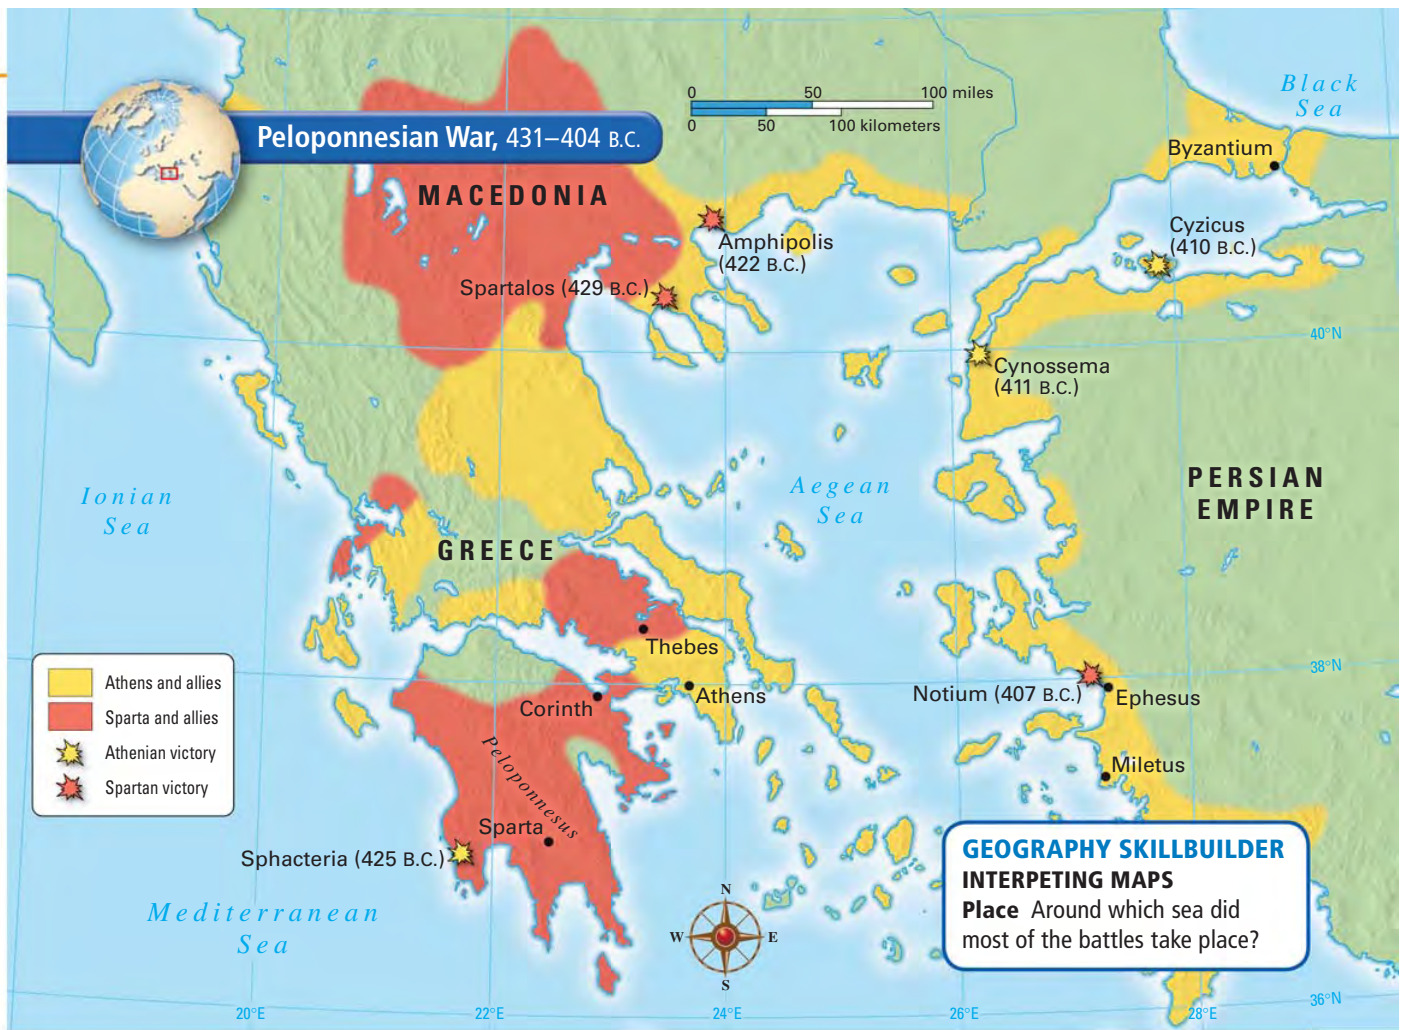 Peloponnesian War, 431–404 B.C.
0 50 100 miles
0 50 100 kilometers
Black
Sea
Byzantium
MACEDONIA
Cyzicus
(410 B.C.)
Amphipolis
(422 B.C.)
Spartalos (429 B.C.)
40°N
Cynossema
(411 B.C.)
Ionian
Sea
Aegean
Sea
PERSIAN
EMPIRE
GREECE
Thebes
38°N
Athens and allies
Sparta and allies
Athenian victory
Spartan victory
Athens
Corinth
Notium (407 B.C.)
Ephesus
Peloponnesus
Miletus
Sparta
Sphacteria (425 B.C.)
Mediterranean
Sea
N
W E
S
GEOGRAPHY SKILLBUILDER
INTERPETING MAPS
Place Around which sea did
most of the battles take place?
36°N
20°E 22°E 24°E 26°E 28°E